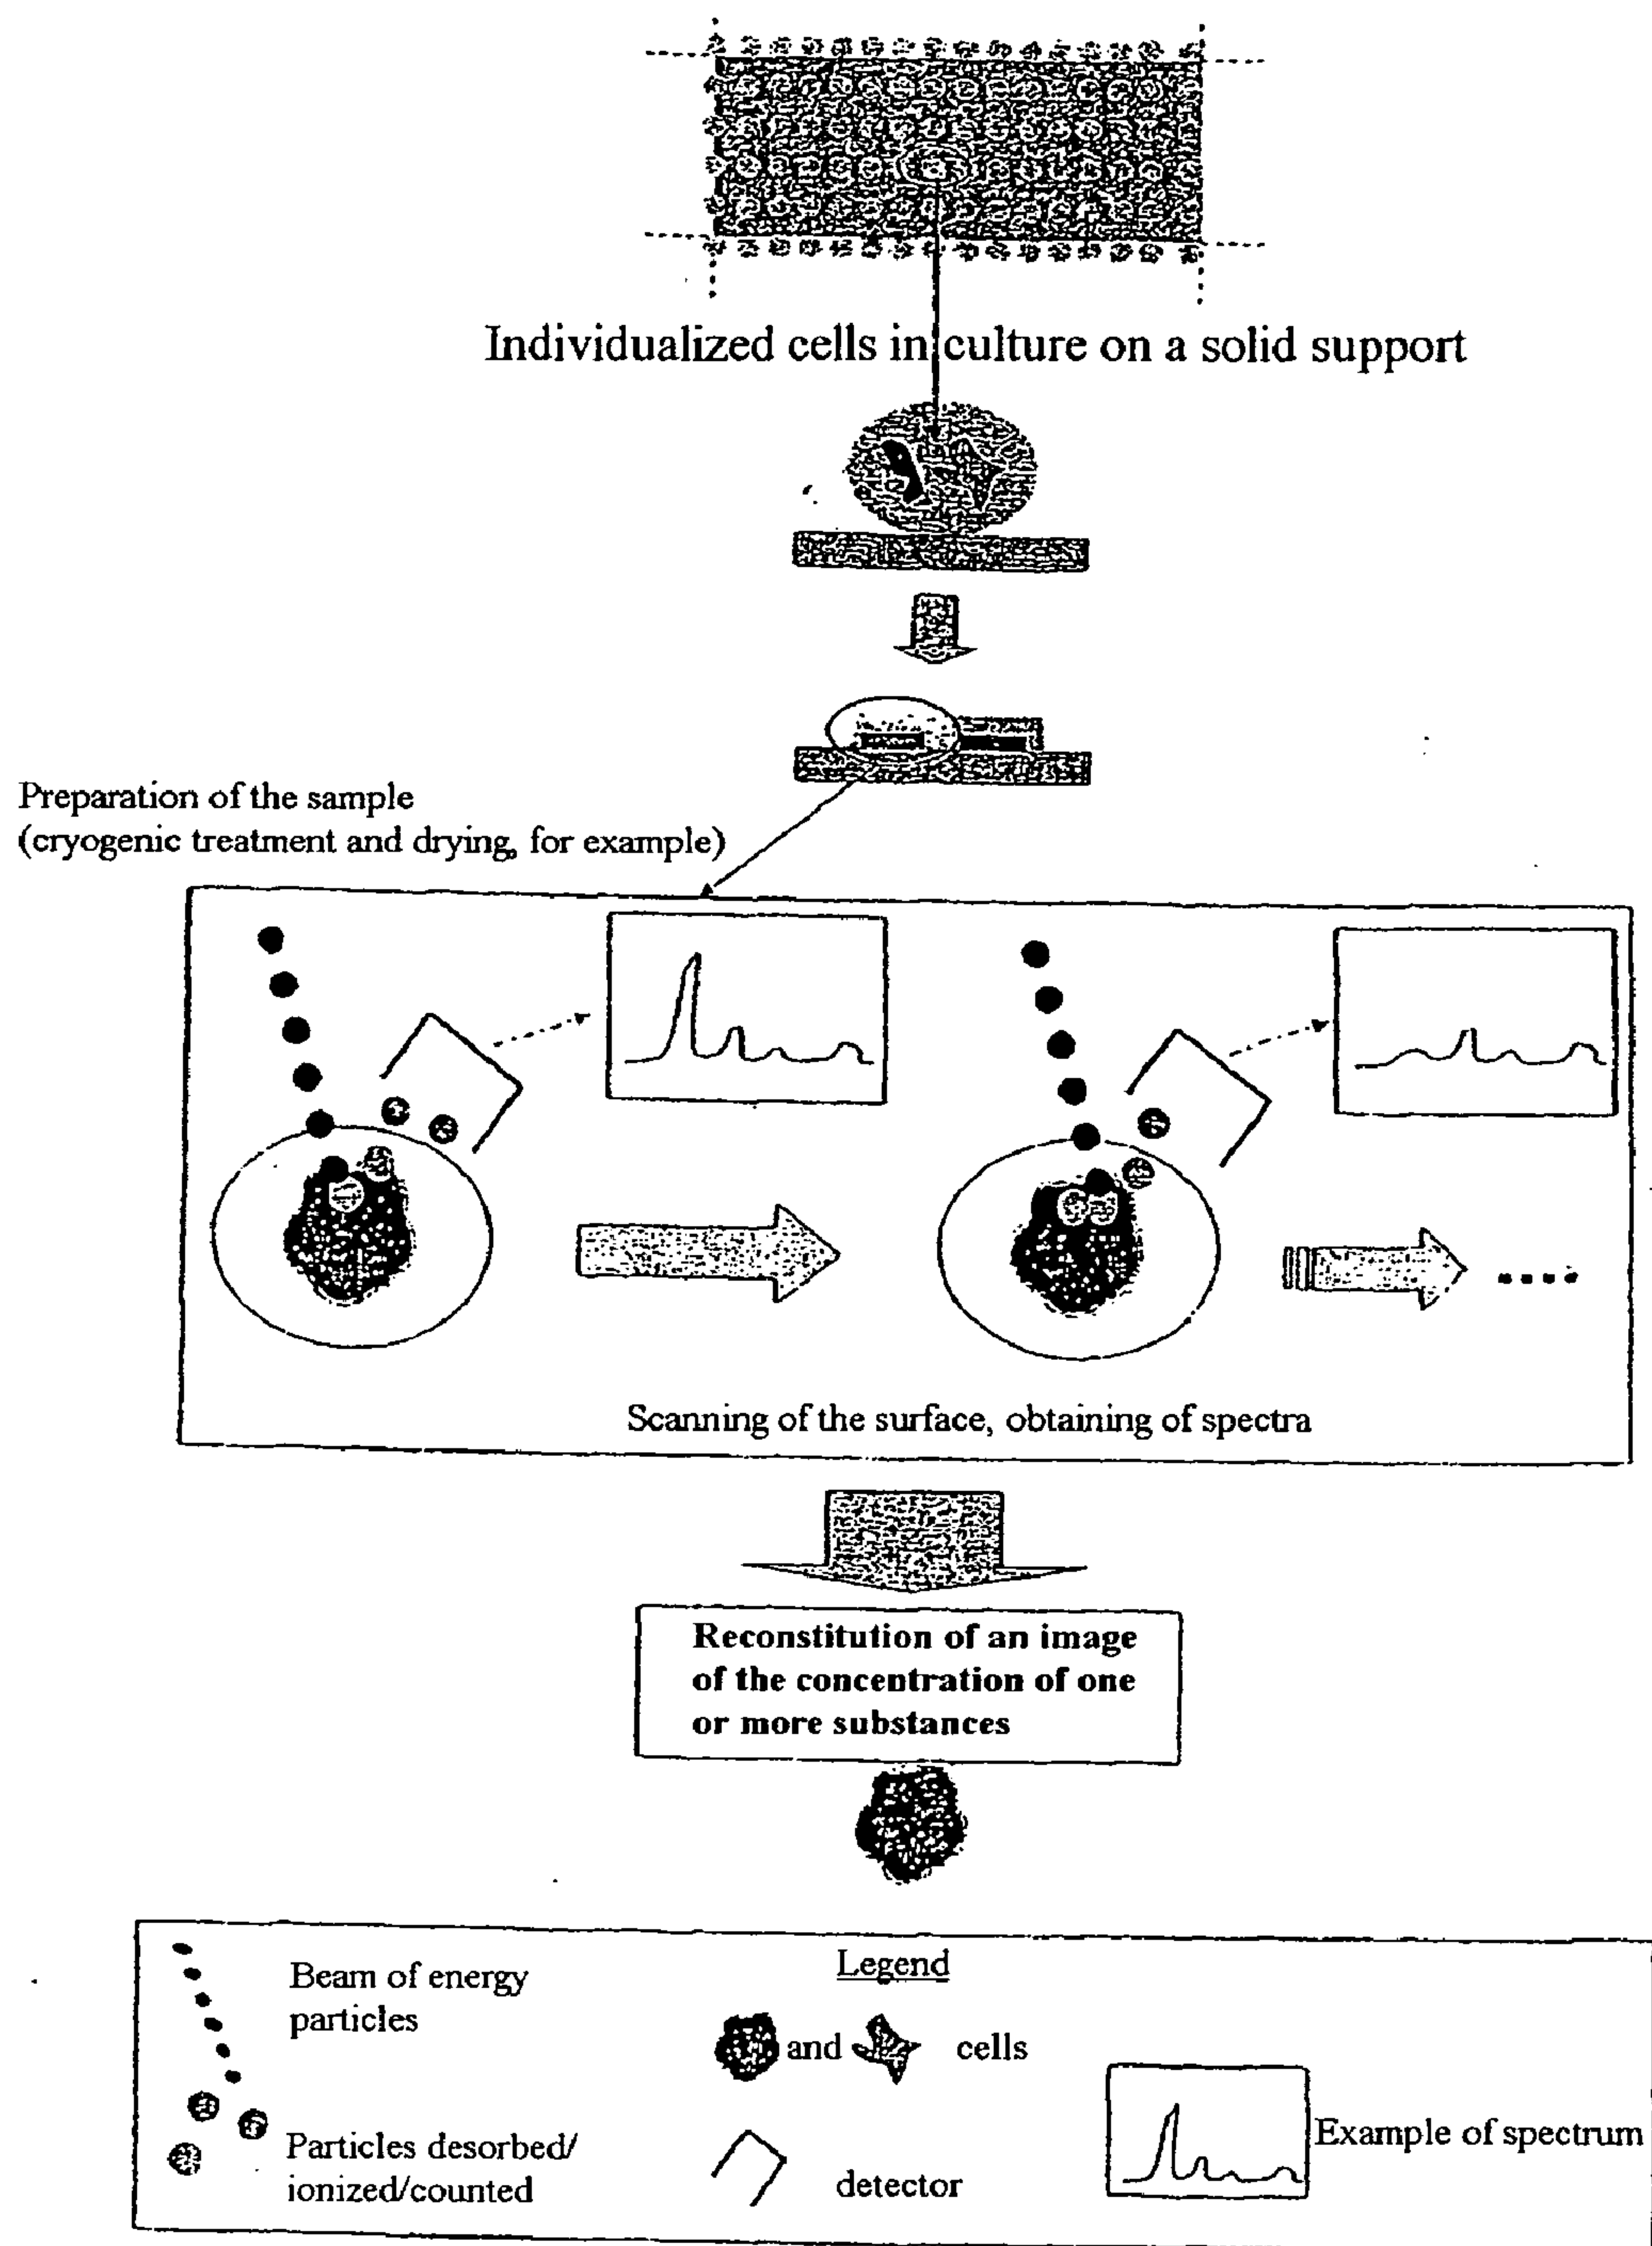 Individualized cells in culture on a solid support
Preparation of the sample
(cryogenic treatment and drying, for example)
Scanning of the surface, obtaining of spectra
Reconstitution of an image
of the concentration of one
or more substances
Legend
Beam of energy
particles
and cells
Particles desorbed/
ionized/counted
detector
Example of spectrum